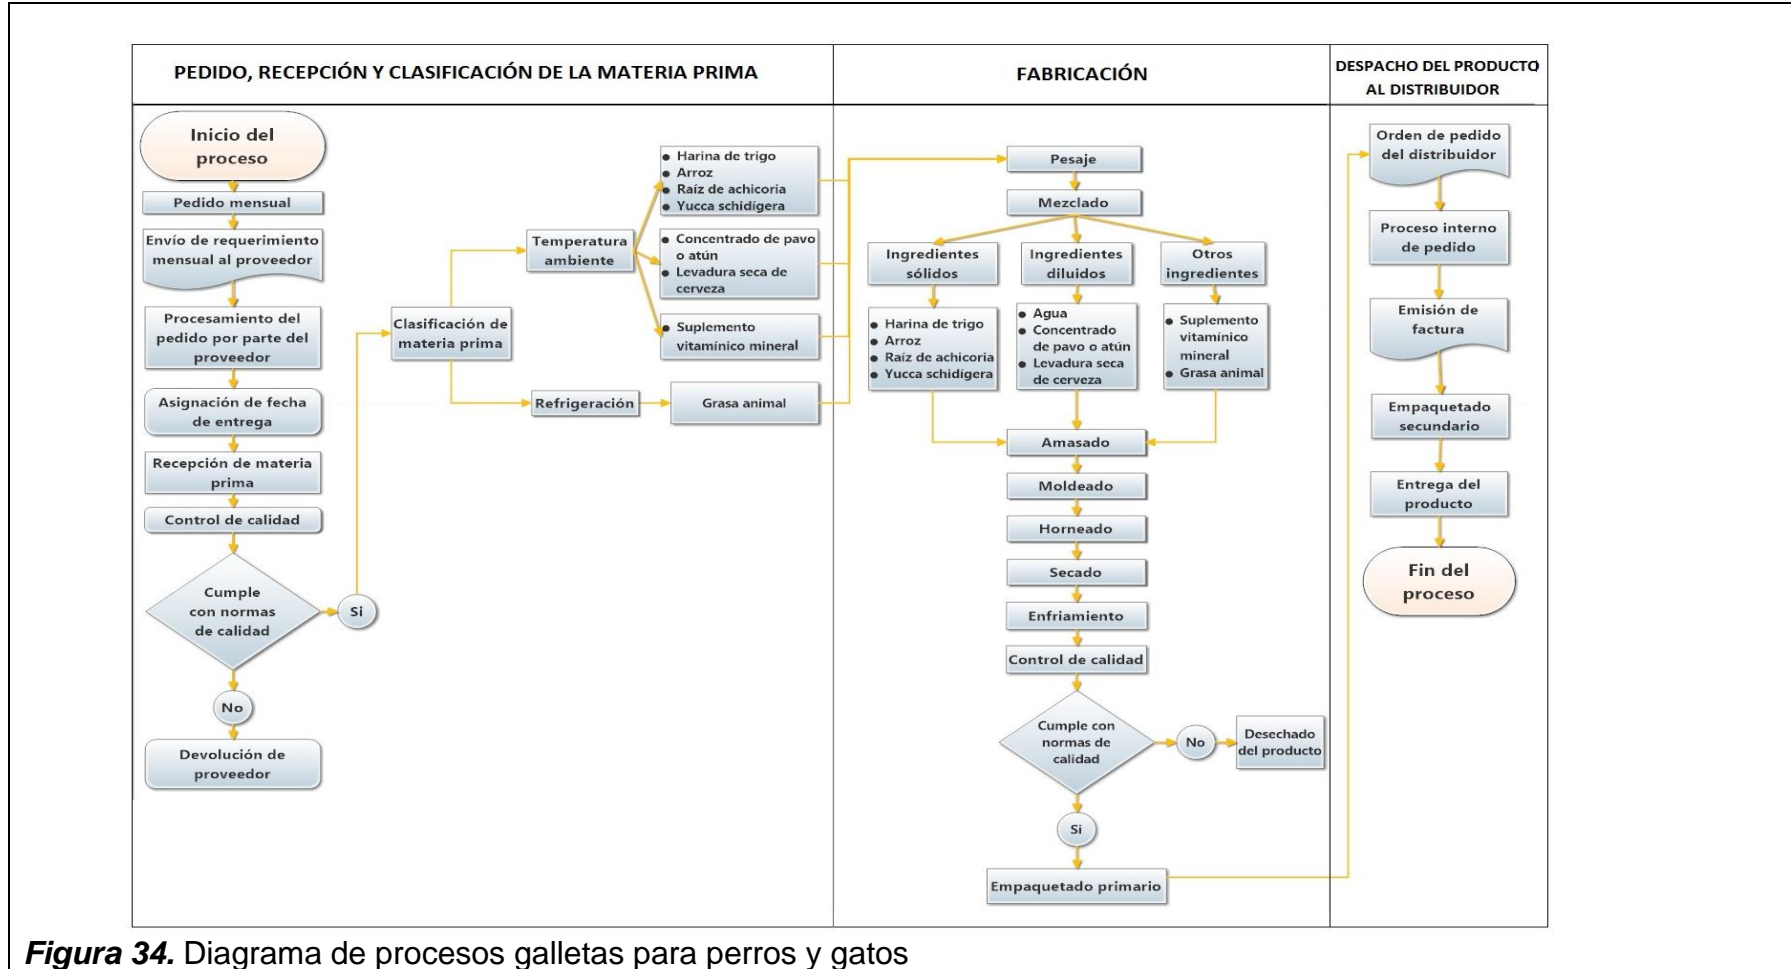 PEDIDO, RECEPCIÓN Y CLASIFICACIÓN DE LA MATERIA PRIMA
Inicio del
proceso
Pedido mensual
Envío de requerimiento
mensual al proveedor
Procesamiento del
pedido por parte del
proveedor
Asignación de fecha
de entrega
Recepción de materia
prima
Control de calidad
Cumple
con normas
de calidad
Si
No
Devolución de
proveedor
Clasificación de
materia prima
Temperatura
ambiente
Refrigeración
● Harina de trigo
● Arroz
● Raíz de achicoria
● Yucca schidígera
● Concentrado de pavo
o atún
● Levadura seca de
cerveza
● Suplemento
vitamínico mineral
Grasa animal
FABRICACIÓN
Pesaje
Mezclado
Ingredientes
sólidos
Ingredientes
diluidos
Otros
ingredientes
● Harina de trigo
● Arroz
● Raíz de achicoria
● Yucca schidígera
● Agua
● Concentrado
de pavo o atún
● Levadura seca
de cerveza
● Suplemento
vitamínico
mineral
● Grasa animal
Amasado
Moldeado
Horneado
Secado
Enfriamiento
Control de calidad
Cumple con
normas de
calidad
No
Desechado
del producto
Si
Empaquetado primario
DESPACHO DEL PRODUCTO
AL DISTRIBUIDOR
Orden de pedido
del distribuidor
Proceso interno
de pedido
Emisión de
factura
Empaquetado
secundario
Entrega del
producto
Fin del
proceso
Figura 34. Diagrama de procesos galletas para perros y gatos